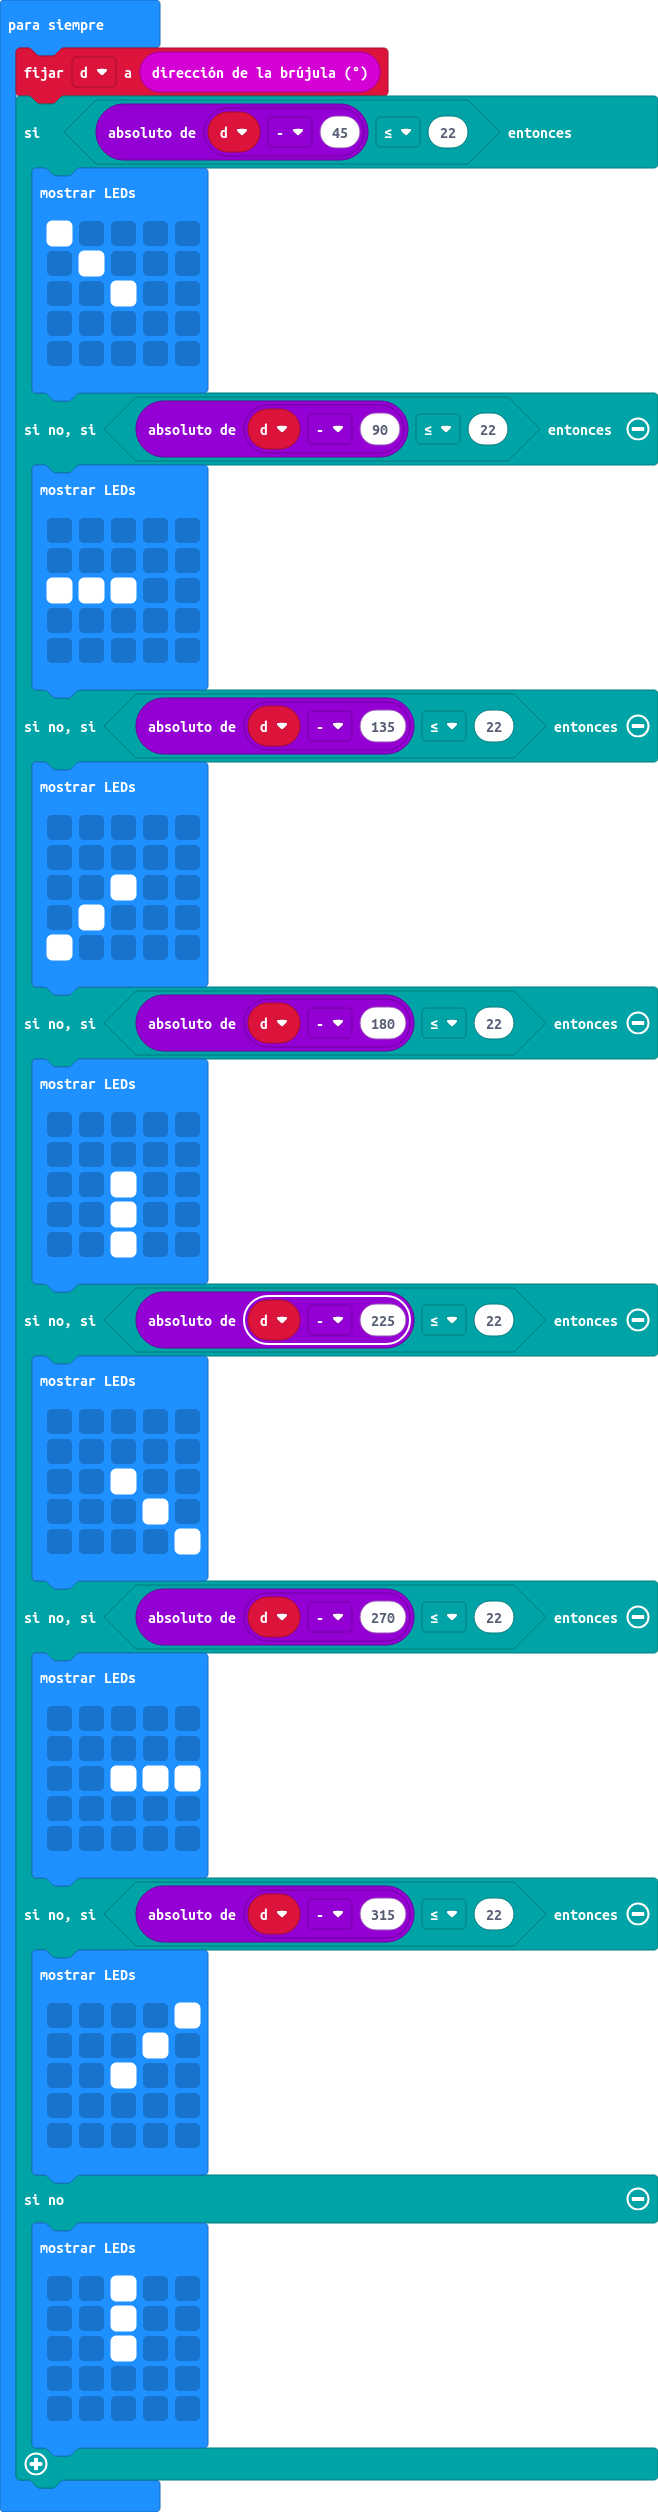 para siempre
fijar d a dirección de la brújula (°)
si absoluto de d - 45 ≤ 22 entonces
mostrar LEDs
si no, si absoluto de d - 90 ≤ 22 entonces
mostrar LEDs
si no, si absoluto de d - 135 ≤ 22 entonces
mostrar LEDs
si no, si absoluto de d - 180 ≤ 22 entonces
mostrar LEDs
si no, si absoluto de d - 225 ≤ 22 entonces
mostrar LEDs
si no, si absoluto de d - 270 ≤ 22 entonces
mostrar LEDs
si no, si absoluto de d - 315 ≤ 22 entonces
mostrar LEDs
si no
mostrar LEDs